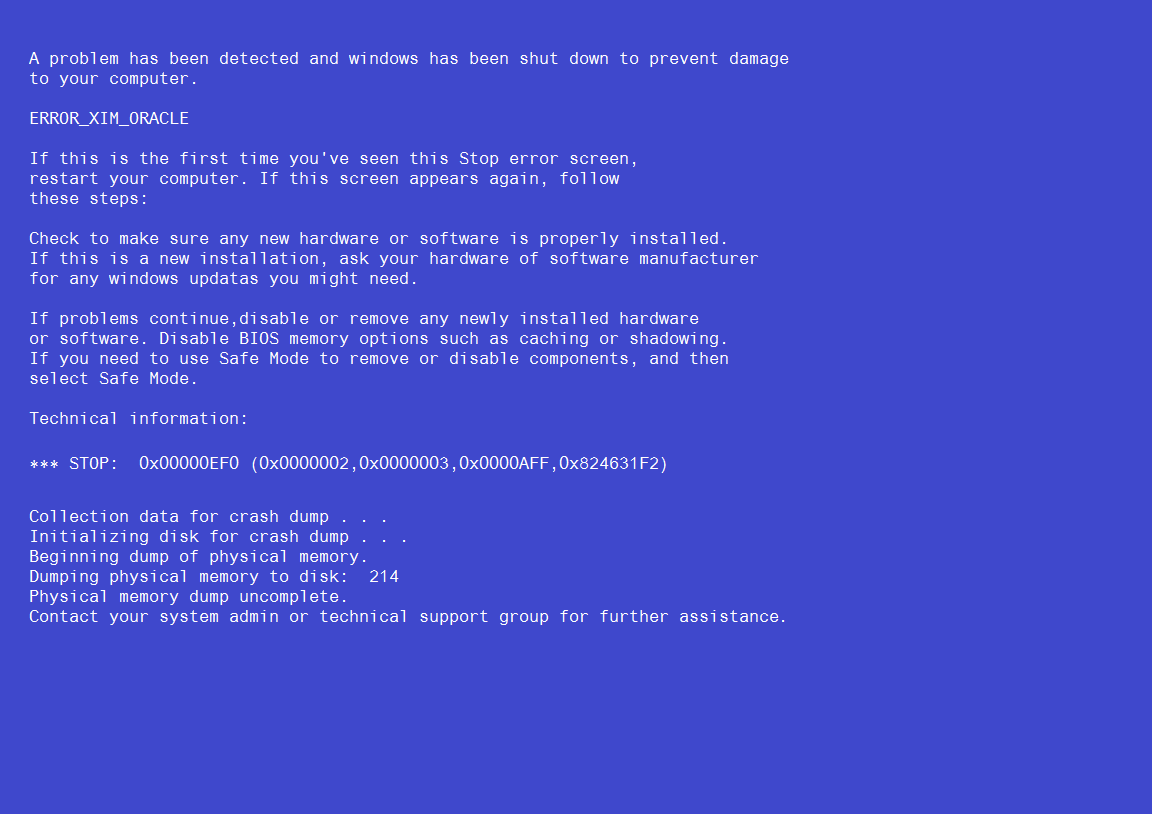 A problem has been detected and windows has been shut down to prevent damage
to your computer.
ERROR_XIM_ORACLE
If this is the first time you've seen this Stop error screen,
restart your computer. If this screen appears again, follow
these steps:
Check to make sure any new hardware or software is properly installed.
If this is a new installation, ask your hardware of software manufacturer
for any windows updatas you might need.
If problems continue,disable or remove any newly installed hardware
or software. Disable BIOS memory options such as caching or shadowing.
If you need to use Safe Mode to remove or disable components, and then
select Safe Mode.
Technical information:
*** STOP:  0x00000EF0 (0x0000002,0x0000003,0x0000AFF,0x824631F2)
Collection data for crash dump . . .
Initializing disk for crash dump . . .
Beginning dump of physical memory.
Dumping physical memory to disk:  214
Physical memory dump uncomplete.
Contact your system admin or technical support group for further assistance.